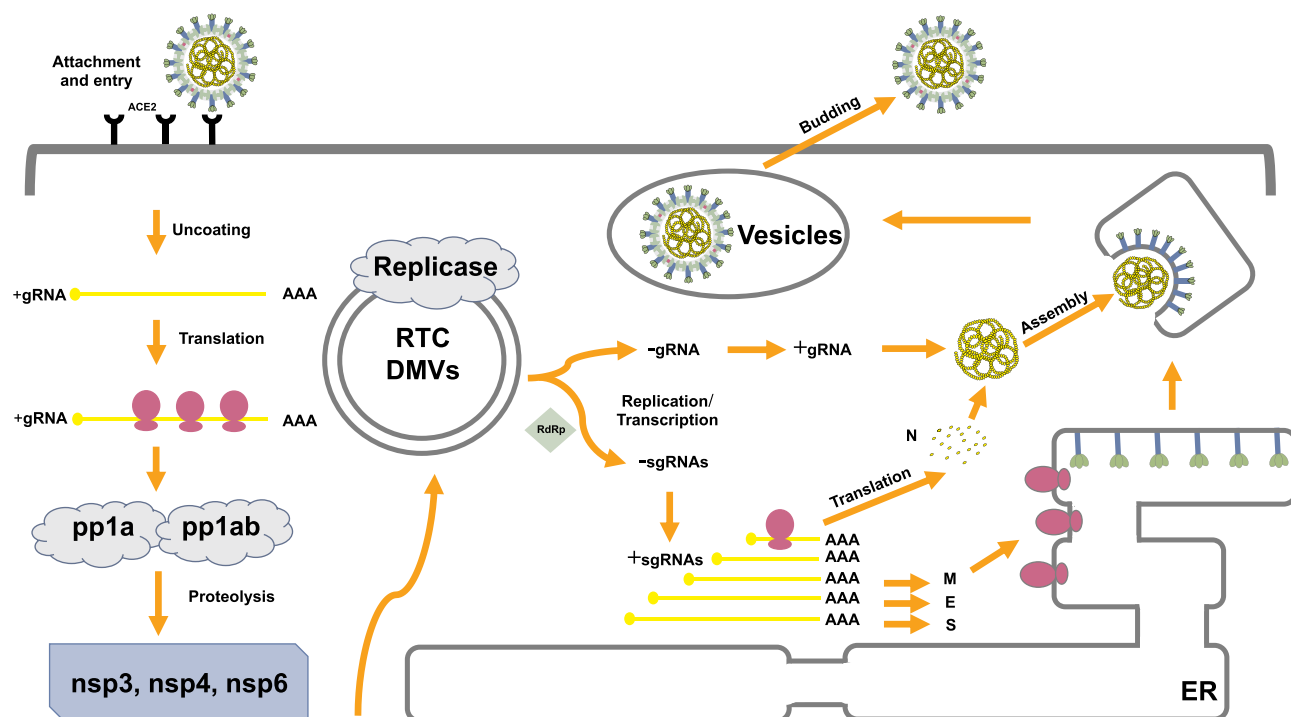 Attachment
and entry
ACE2
Budding
Uncoating
Vesicles
Replicase
+gRNA
AAA
RTC
DMVs
Assembly
Translation
-gRNA
+gRNA
+gRNA
AAA
Replication/
Transcription
RdRp
N
-sgRNAs
Translation
pp1a
pp1ab
+sgRNAs
AAA
AAA
AAA
M
AAA
E
AAA
S
Proteolysis
nsp3, nsp4, nsp6
ER